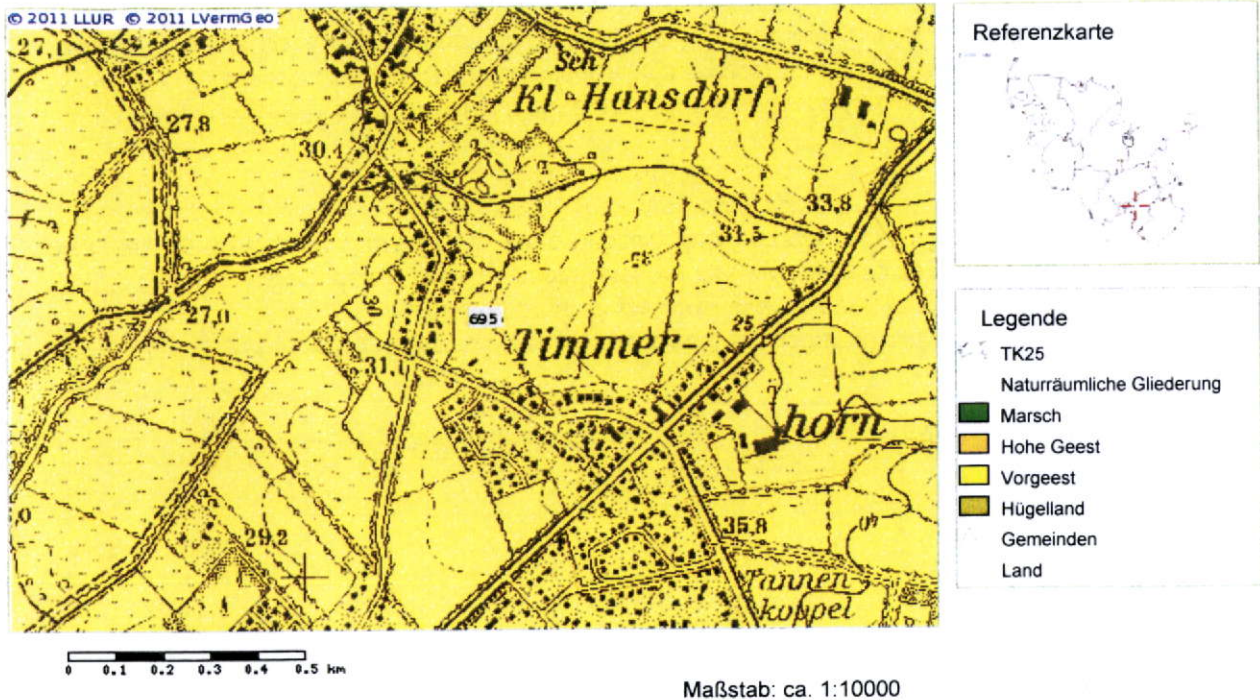 © 2011 LLUR © 2011 LVermGeo
27,1
Sch
Kl. Hansdorf
27,8
30,4
33,8
31,5
27,0
30
695
Timmer-
25
31,1
horn
29,2
35,8
40
Tannen-
koppel
0 0.1 0.2 0.3 0.4 0.5 km
Maßstab: ca. 1:10000
Referenzkarte
Legende
TK25
Naturräumliche Gliederung
Marsch
Hohe Geest
Vorgeest
Hügelland
Gemeinden
Land